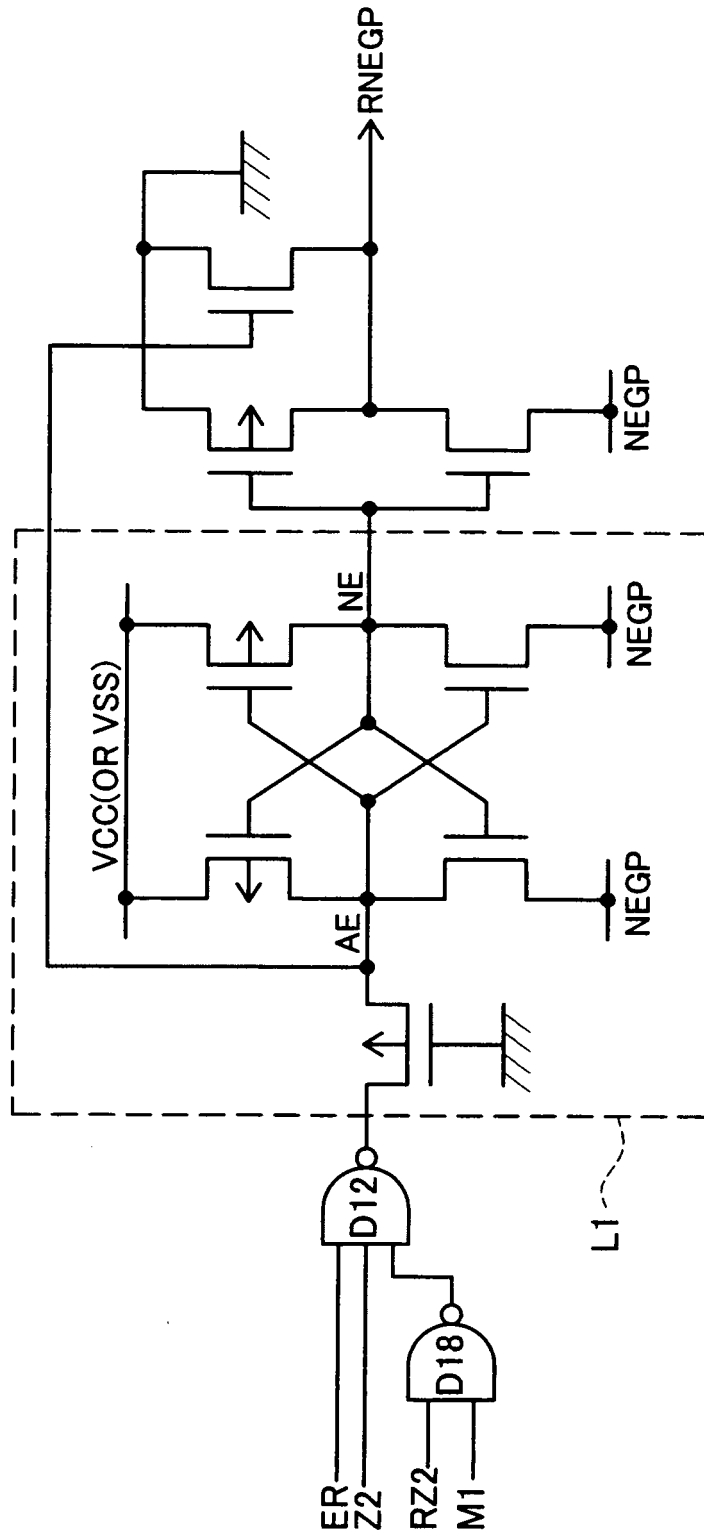 ER
Z2
RZ2
M1
D18
D12
L1
AE
VCC(OR VSS)
NE
NEGP
NEGP
NEGP
RNEGP